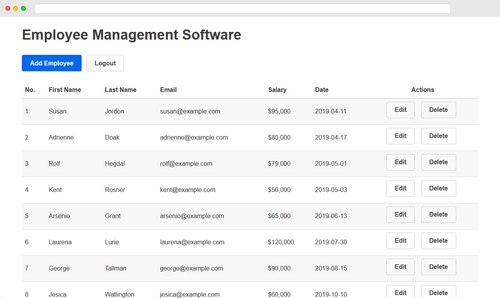 Employee Management Software
Add Employee Logout
No. First Name Last Name Email Salary Date Actions
1 Susan Jordon susan@example.com $95,000 2019-04-11 Edit Delete
2 Adrienne Doak adrienne@example.com $80,000 2019-04-17 Edit Delete
3 Rolf Hegdal rolf@example.com $79,000 2019-05-01 Edit Delete
4 Kent Rosner kent@example.com $56,000 2019-05-03 Edit Delete
5 Arsenio Grant arsenio@example.com $65,000 2019-06-13 Edit Delete
6 Laurena Lurie laurena@example.com $120,000 2019-07-30 Edit Delete
7 George Tallman george@example.com $90,000 2019-08-15 Edit Delete
8 Jesica Watlington jesica@example.com $60,000 2019-10-10 Edit Delete